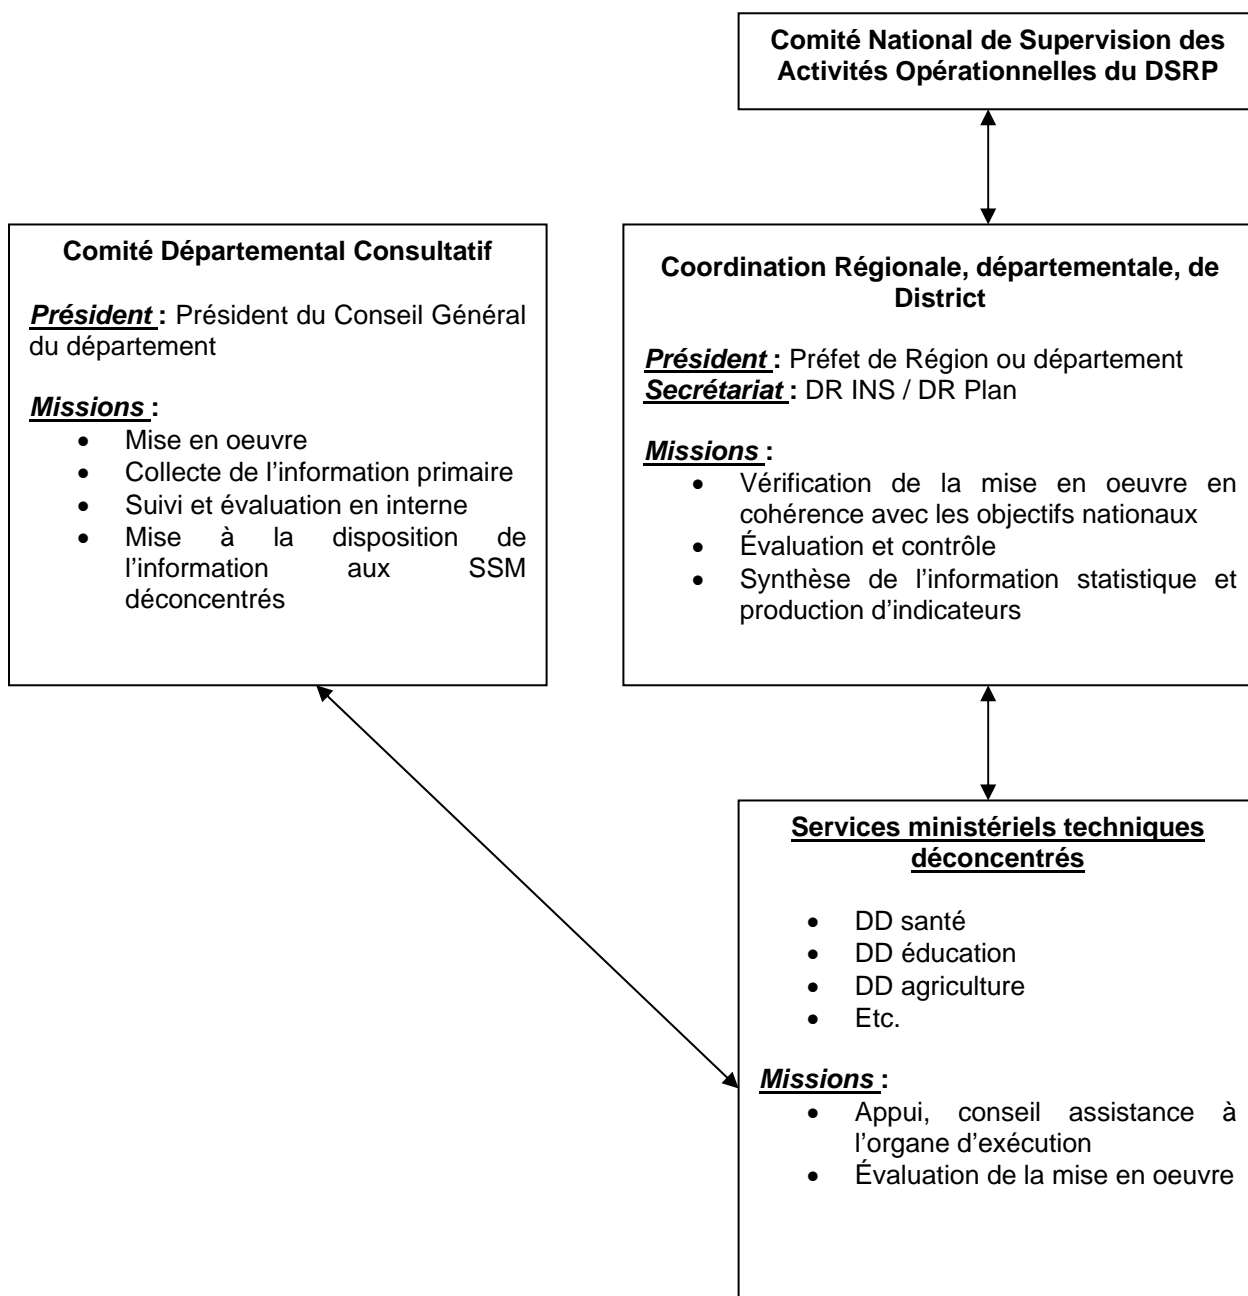 Comité National de Supervision des
Activités Opérationnelles du DSRP
Comité Départemental Consultatif
Président : Président du Conseil Général
du département
Missions :
• Mise en oeuvre
• Collecte de l’information primaire
• Suivi et évaluation en interne
• Mise à la disposition de
l’information aux SSM
déconcentrés
Coordination Régionale, départementale, de
District
Président : Préfet de Région ou département
Secrétariat : DR INS / DR Plan
Missions :
• Vérification de la mise en oeuvre en
cohérence avec les objectifs nationaux
• Évaluation et contrôle
• Synthèse de l’information statistique et
production d’indicateurs
Services ministériels techniques
déconcentrés
• DD santé
• DD éducation
• DD agriculture
• Etc.
Missions :
• Appui, conseil assistance à
l’organe d’exécution
• Évaluation de la mise en oeuvre